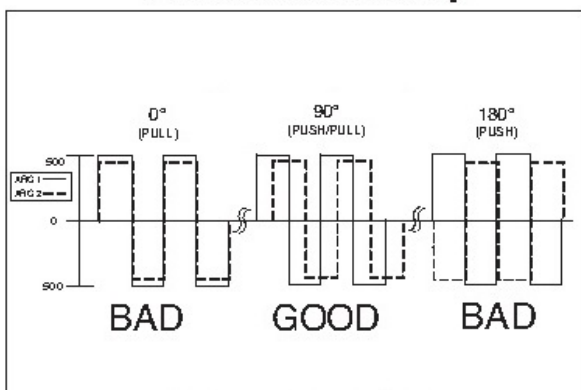 0° 90° 180°
(PULL) (PUSH/PULL) (PUSH)
500
ARC 1
ARC 2
0
500
BAD GOOD BAD